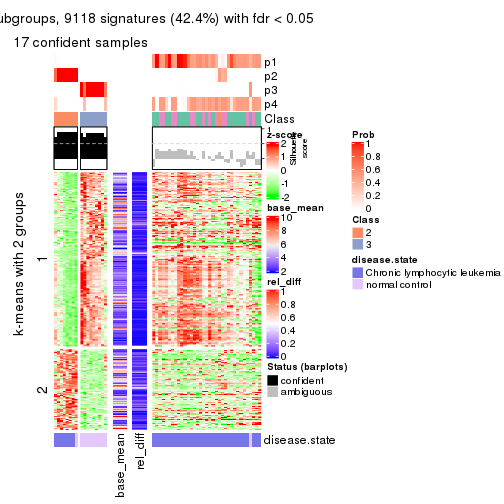 ubgroups, 9118 signatures (42.4%) with fdr < 0.05
17 confident samples
p1
p2
p3
p4
Class
1
Silhouette
score
k-means with 2 groups
1
2
base_mean
rel_diff
disease.state
z-score
2
1
0
-1
-2
base_mean
10
8
6
4
2
rel_diff
1
0.8
0.6
0.4
0.2
0
Status (barplots)
confident
ambiguous
Prob
1
0.8
0.6
0.4
0.2
0
Class
2
3
disease.state
Chronic lymphocytic leukemia
normal control